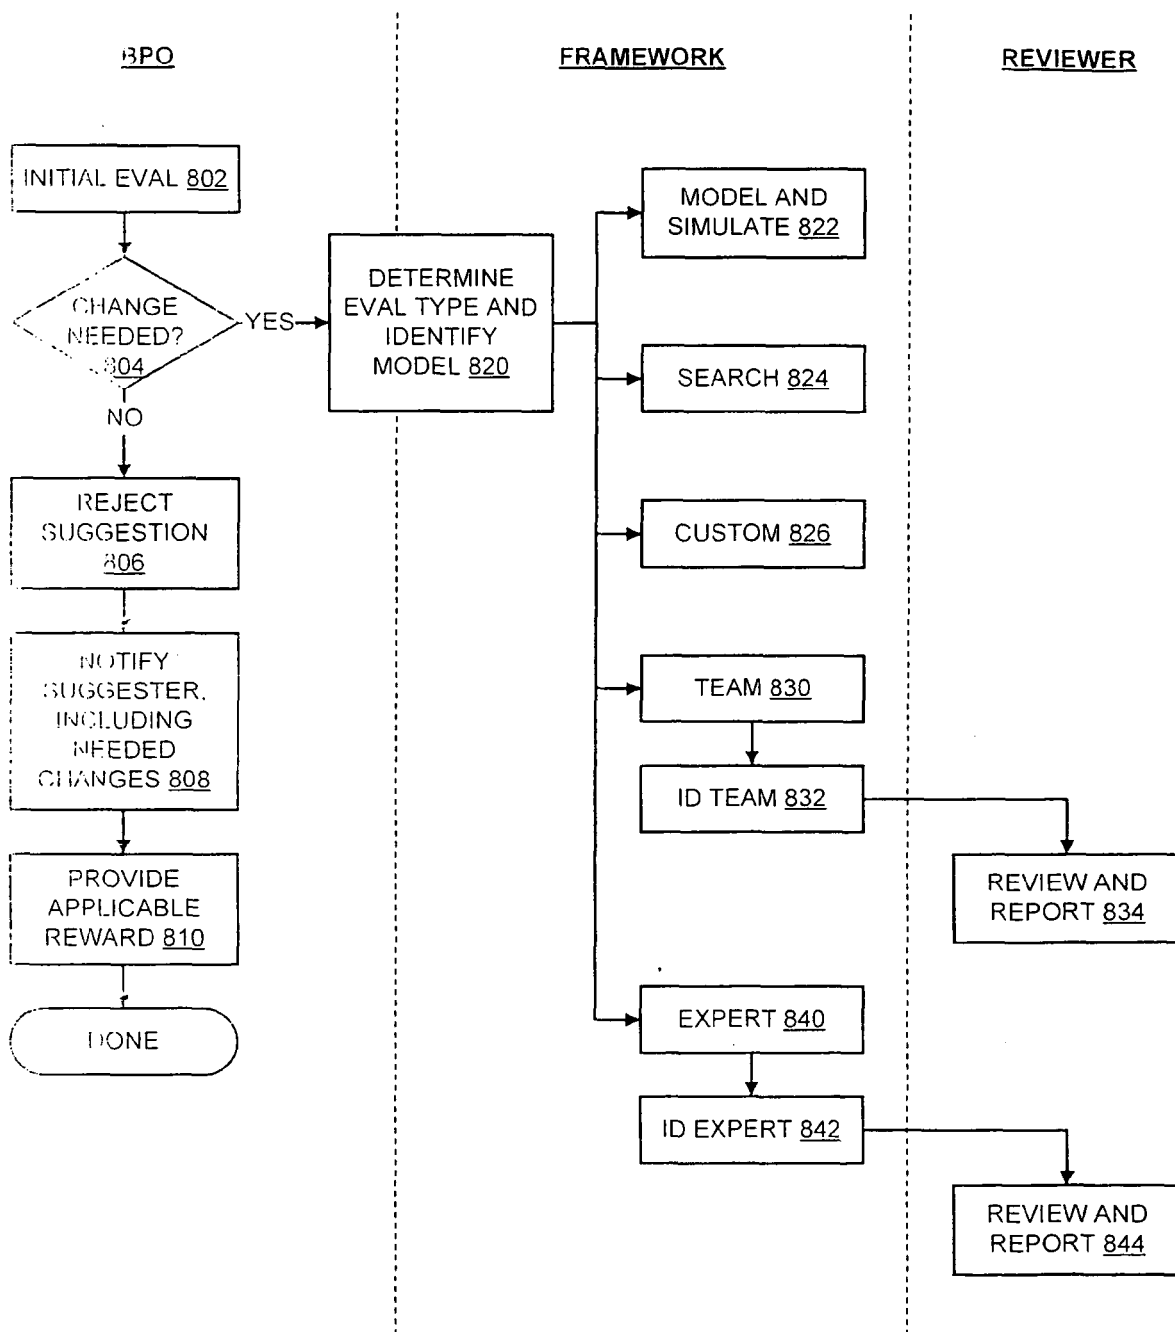 BPO
FRAMEWORK
REVIEWER
INITIAL EVAL 802
CHANGE
NEEDED?
804
YES
NO
REJECT
SUGGESTION
806
NOTIFY
SUGGESTER,
INCLUDING
NEEDED
CHANGES 808
PROVIDE
APPLICABLE
REWARD 810
DONE
DETERMINE
EVAL TYPE AND
IDENTIFY
MODEL 820
MODEL AND
SIMULATE 822
SEARCH 824
CUSTOM 826
TEAM 830
ID TEAM 832
EXPERT 840
ID EXPERT 842
REVIEW AND
REPORT 834
REVIEW AND
REPORT 844